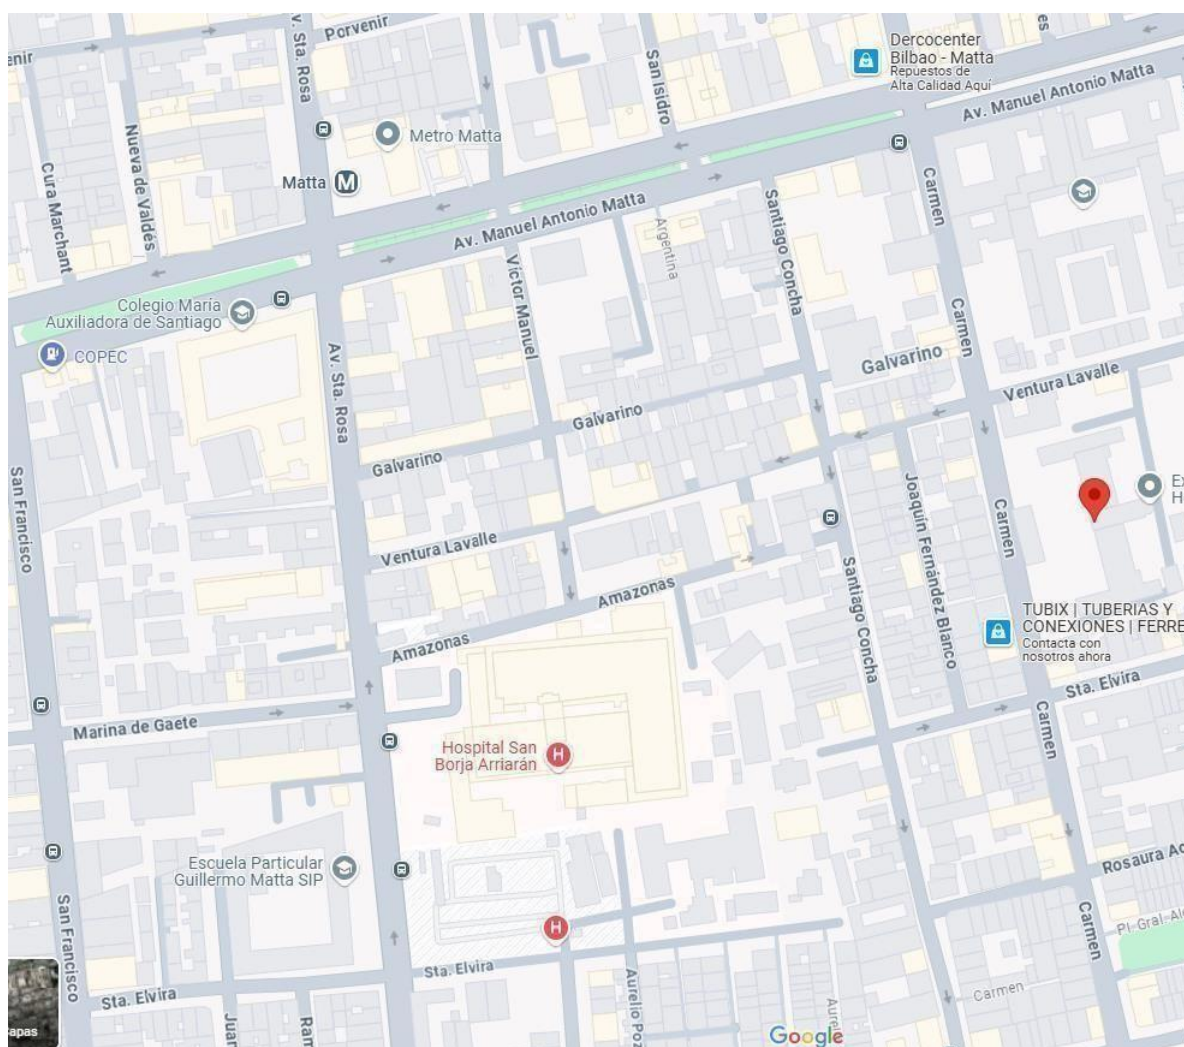 Porvenir
Av. Sta. Rosa
San Isidro
Dercocenter
Bilbao - Matta
Repuestos de
Alta Calidad Aquí
Av. Manuel Antonio Matta
Nueva de Valdés
Cura Marchant
Metro Matta
Matta
M
Av. Manuel Antonio Matta
Argentina
Santiago Concha
Carmen
Colegio María
Auxiliadora de Santiago
COPEC
Víctor Manuel
Carmen
Galvarino
Ventura Lavalle
Av. Sta. Rosa
Galvarino
Galvarino
San Francisco
Joaquín Fernández Blanco
Carmen
Ventura Lavalle
Amazonas
Santiago Concha
TUBIX | TUBERIAS Y
CONEXIONES | FERRE
Contacta con
nosotros ahora
Amazonas
Sta. Elvira
Marina de Gaete
Carmen
Hospital San
Borja Arriarán
H
Escuela Particular
Guillermo Matta SIP
Rosaura
San Francisco
H
Carmen
Pl. Gral.
Sta. Elvira
Sta. Elvira
Carmen
Aurelio
Juan
Google